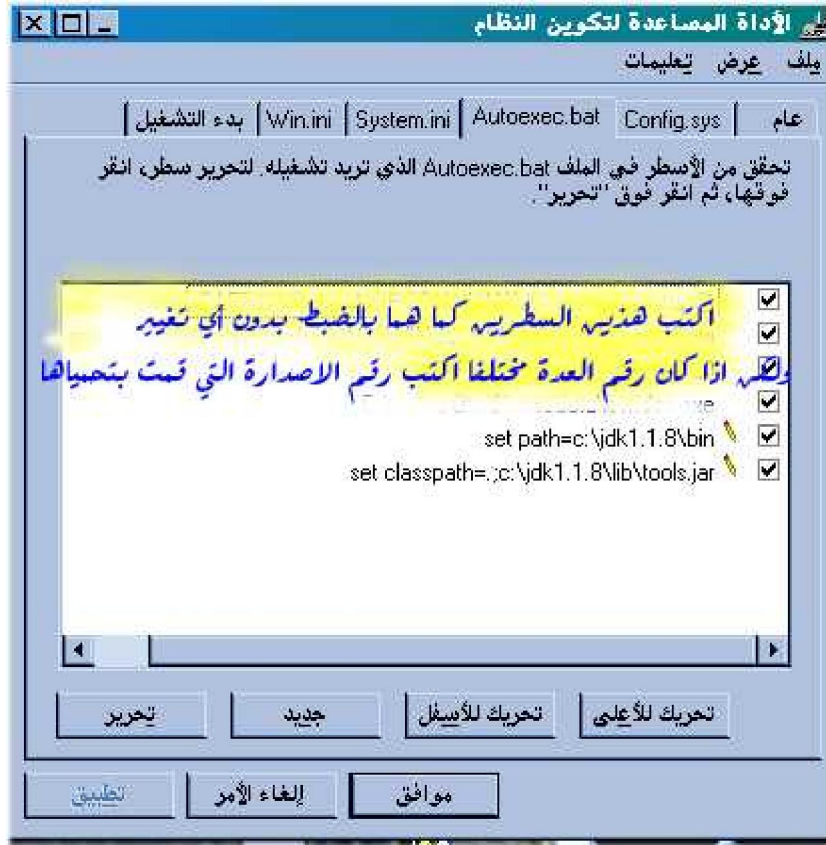 الأداة المساعدة لتكوين النظام
ملف عرض تعليمات
عام Config.sys Autoexec.bat System.ini Win.ini بدء التشغيل
تحقق من الأسطر في الملف Autoexec.bat الذي تريد تشغيله. لتحرير سطر، انقر
فوقها، ثم انقر فوق "تحرير".
اكتب هذين السطرين كما هما بالضبط بدون أي تغيير
اذا كان رقم العدة مختلفا اكتب رقم الاصدارة التي قمت بتحمياها
set path=c:\jdk1.1.8\bin
set classpath=.;c:\jdk1.1.8\lib\tools.jar
تحريك للأعلى تحريك للأسفل جديد تحرير
موافق إلغاء الأمر تطبيق